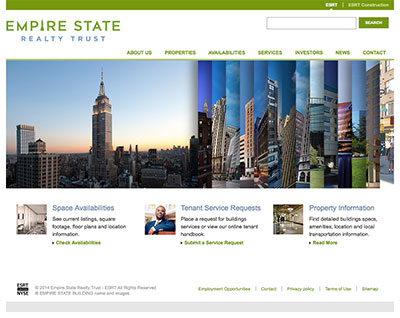 ESRT | ESRT Construction
EMPIRE STATE
REALTY TRUST
SEARCH
ABOUT US PROPERTIES AVAILABILITIES SERVICES INVESTORS NEWS CONTACT
Space Availabilities
See current listings, square
footage, floor plans and location
information.
Check Availabilities
Tenant Service Requests
Place a request for buildings
services or view our online tenant
handbook.
Submit a Service Request
Property Information
Find detailed buildings specs,
amenities, location and local
transportation information.
Read More
ESRT
NYSE
© 2014 Empire State Realty Trust - ESRT All Rights Reserved
® EMPIRE STATE BUILDING name and images
Employment Opportunities | Contact | Privacy policy | Terms of Use | Sitemap